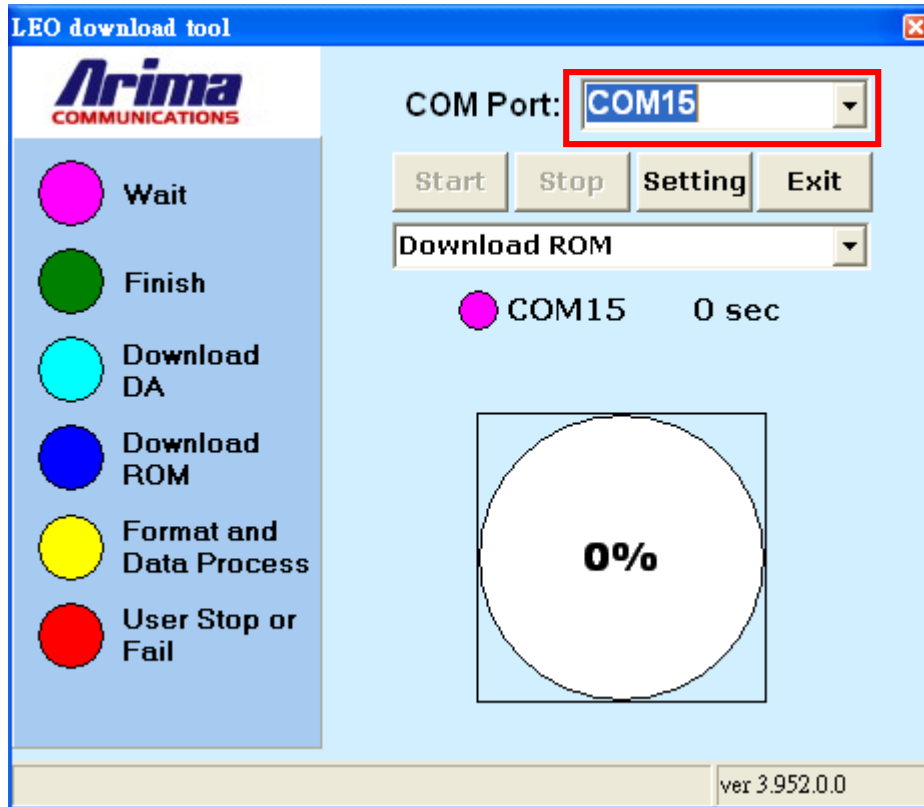 LEO download tool
Arima
COMMUNICATIONS
COM Port: COM15
Start Stop Setting Exit
Download ROM
COM15 0 sec
Wait
Finish
Download
DA
Download
ROM
Format and
Data Process
User Stop or
Fail
0%
ver 3.952.0.0